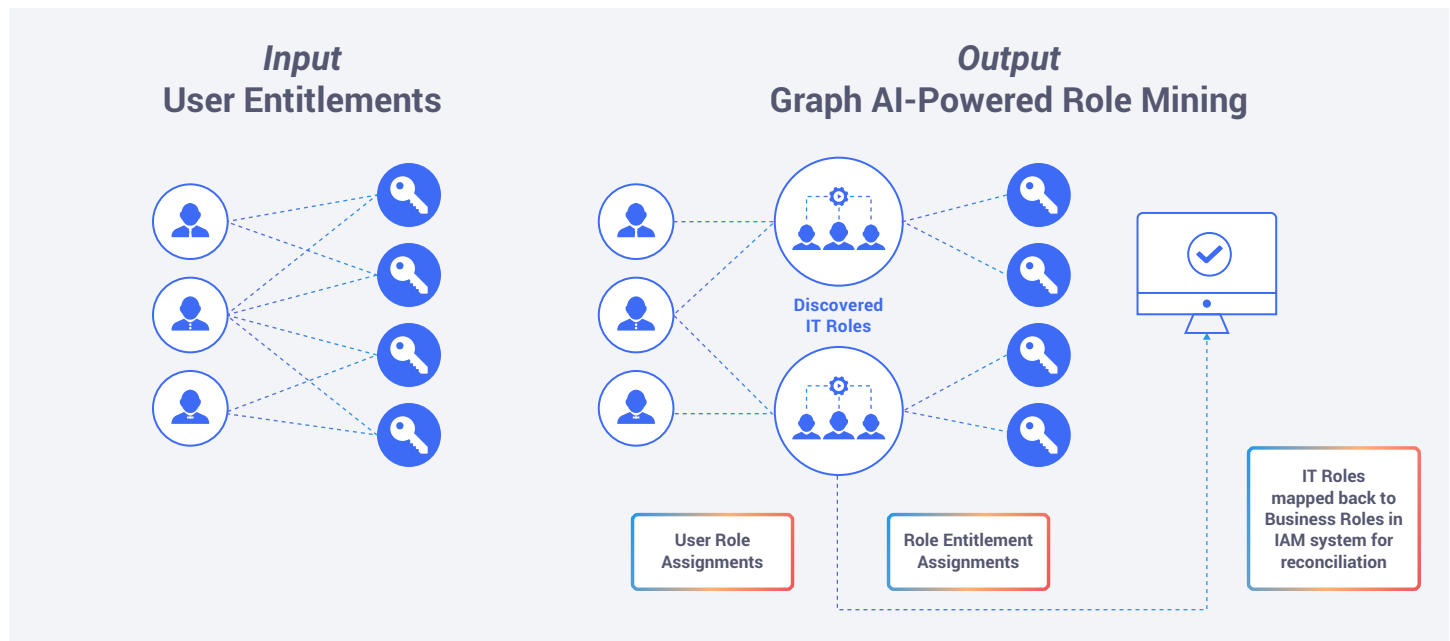 Input
User Entitlements
Output
Graph AI-Powered Role Mining
Discovered
IT Roles
User Role
Assignments
Role Entitlement
Assignments
IT Roles
mapped back to
Business Roles in
IAM system for
reconciliation